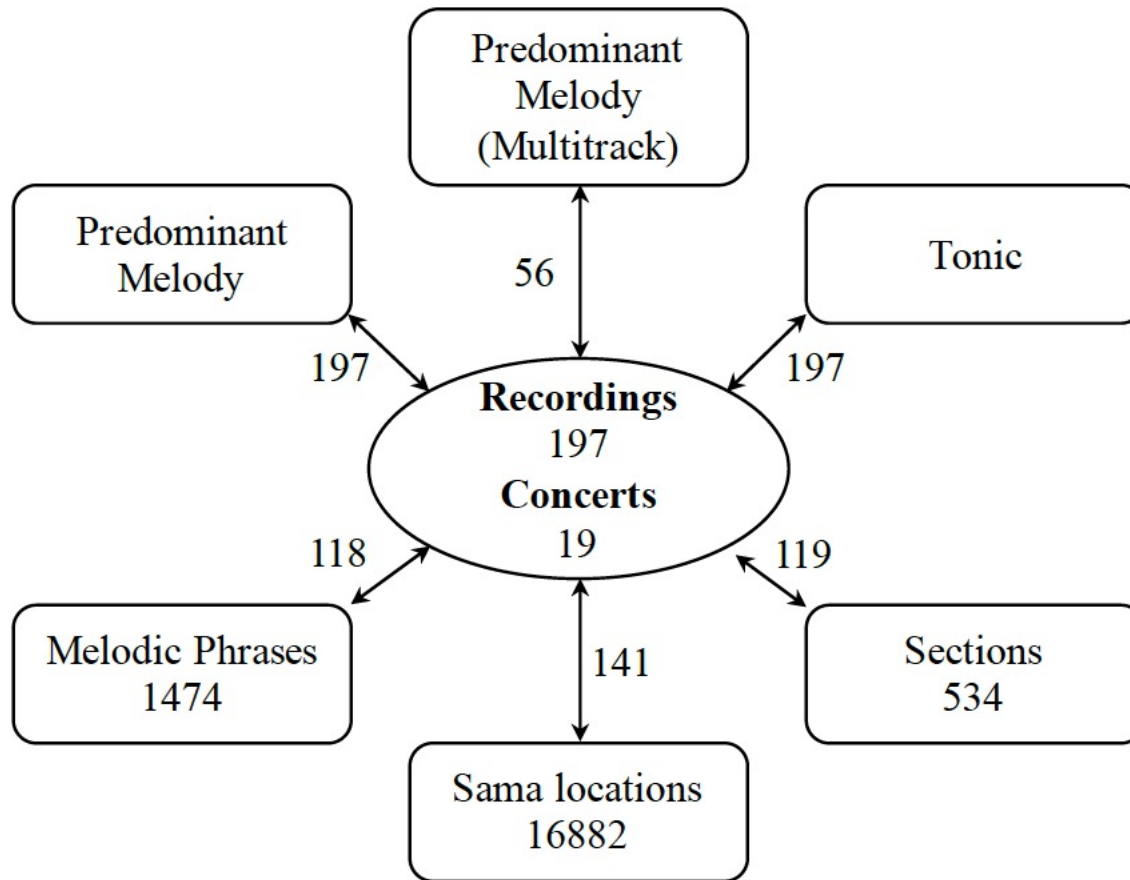 Predominant
Melody
(Multitrack)
Predominant
Melody
Tonic
56
197
197
Recordings
197
Concerts
19
118
119
Melodic Phrases
1474
141
Sections
534
Sama locations
16882